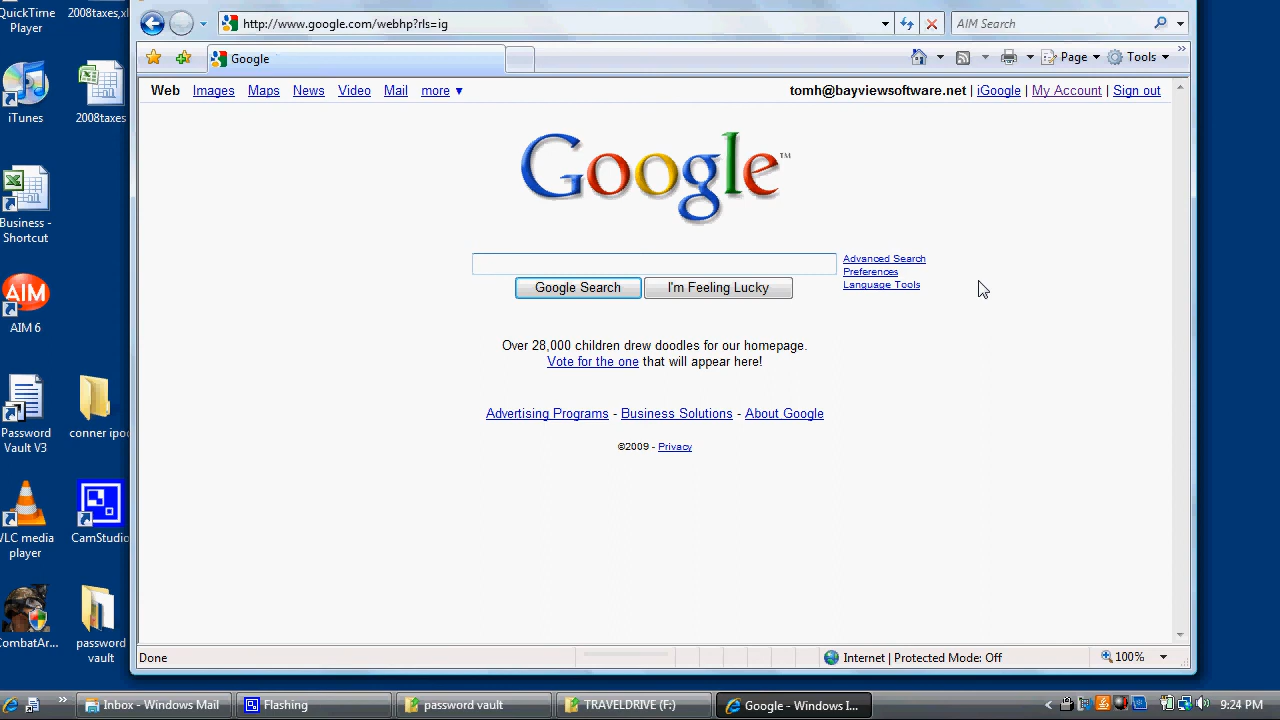 QuickTime Player
2008taxes,xl
iTunes
2008taxes
Business - Shortcut
AIM
AIM 6
Password Vault V3
conner ipod
VLC media player
CamStudio
CombatAr...
password vault
http://www.google.com/webhp?rls=ig
AIM Search
Google
Page
Tools
Web Images Maps News Video Mail more ▼
tomh@bayviewsoftware.net | iGoogle | My Account | Sign out
Google™
Advanced Search
Preferences
Language Tools
Google Search
I'm Feeling Lucky
Over 28,000 children drew doodles for our homepage.
Vote for the one that will appear here!
Advertising Programs - Business Solutions - About Google
©2009 - Privacy
Done
Internet | Protected Mode: Off
100%
Inbox - Windows Mail
Flashing
password vault
TRAVELDRIVE (F:)
Google - Windows I...
9:24 PM